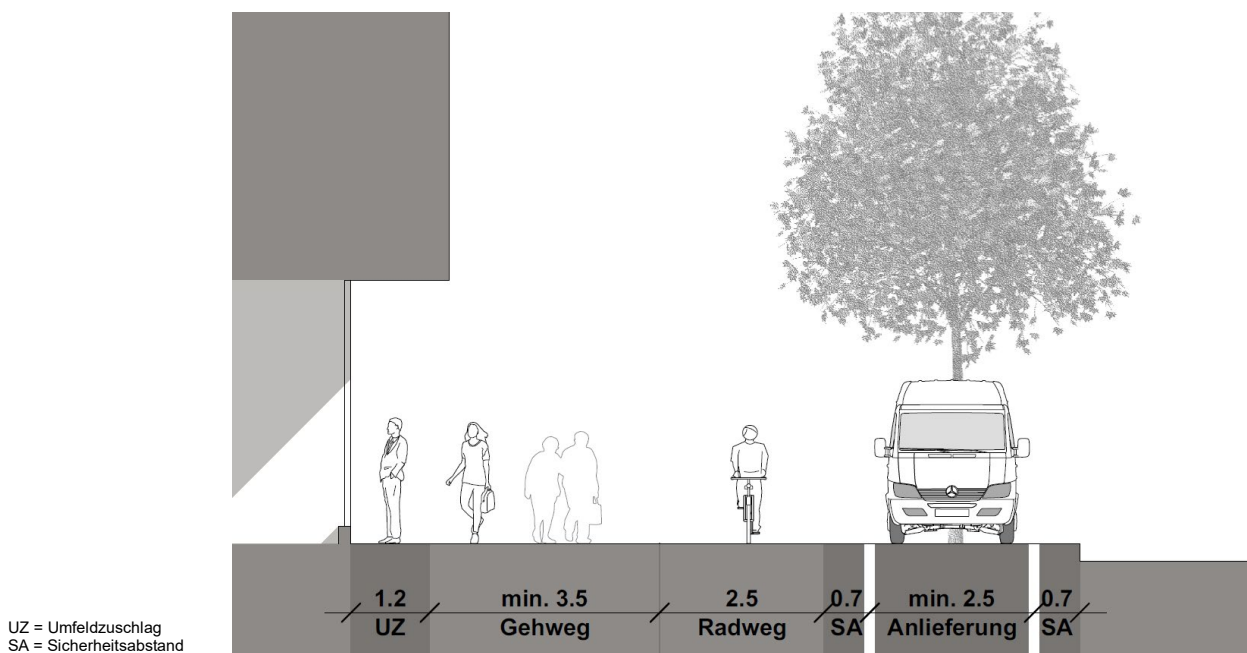 1.2 min. 3.5 2.5 0.7 min. 2.5 0.7
UZ Gehweg Radweg SA Anlieferung SA
UZ = Umfeldzuschlag
SA = Sicherheitsabstand